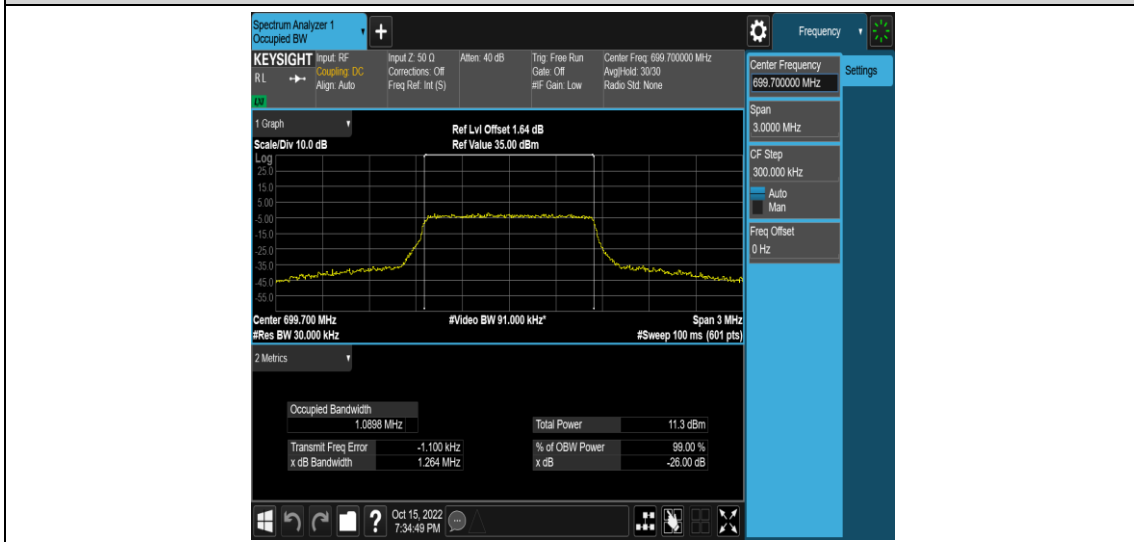 Spectrum Analyzer 1
Occupied BW
+
Frequency
KEYSIGHT
RL
LNI
Input: RF
Coupling: DC
Align: Auto
Input Z: 50 Ω
Corrections: Off
Freq Ref: Int (S)
Atten: 40 dB
Trig: Free Run
Gate: Off
#IF Gain: Low
Center Freq: 699.700000 MHz
Avg|Hold: 30/30
Radio Std: None
Center Frequency
699.700000 MHz
Settings
Span
3.0000 MHz
CF Step
300.000 kHz
Auto
Man
Freq Offset
0 Hz
1 Graph
Scale/Div 10.0 dB
Ref Lvl Offset 1.64 dB
Ref Value 35.00 dBm
Log
25.0
15.0
5.00
-5.00
-15.0
-25.0
-35.0
-45.0
-55.0
Center 699.700 MHz
#Res BW 30.000 kHz
#Video BW 91.000 kHz*
Span 3 MHz
#Sweep 100 ms (601 pts)
2 Metrics
Occupied Bandwidth
1.0898 MHz
Total Power 11.3 dBm
Transmit Freq Error -1.100 kHz
% of OBW Power 99.00 %
x dB Bandwidth 1.264 MHz
x dB -26.00 dB
?
Oct 15, 2022
7:34:49 PM